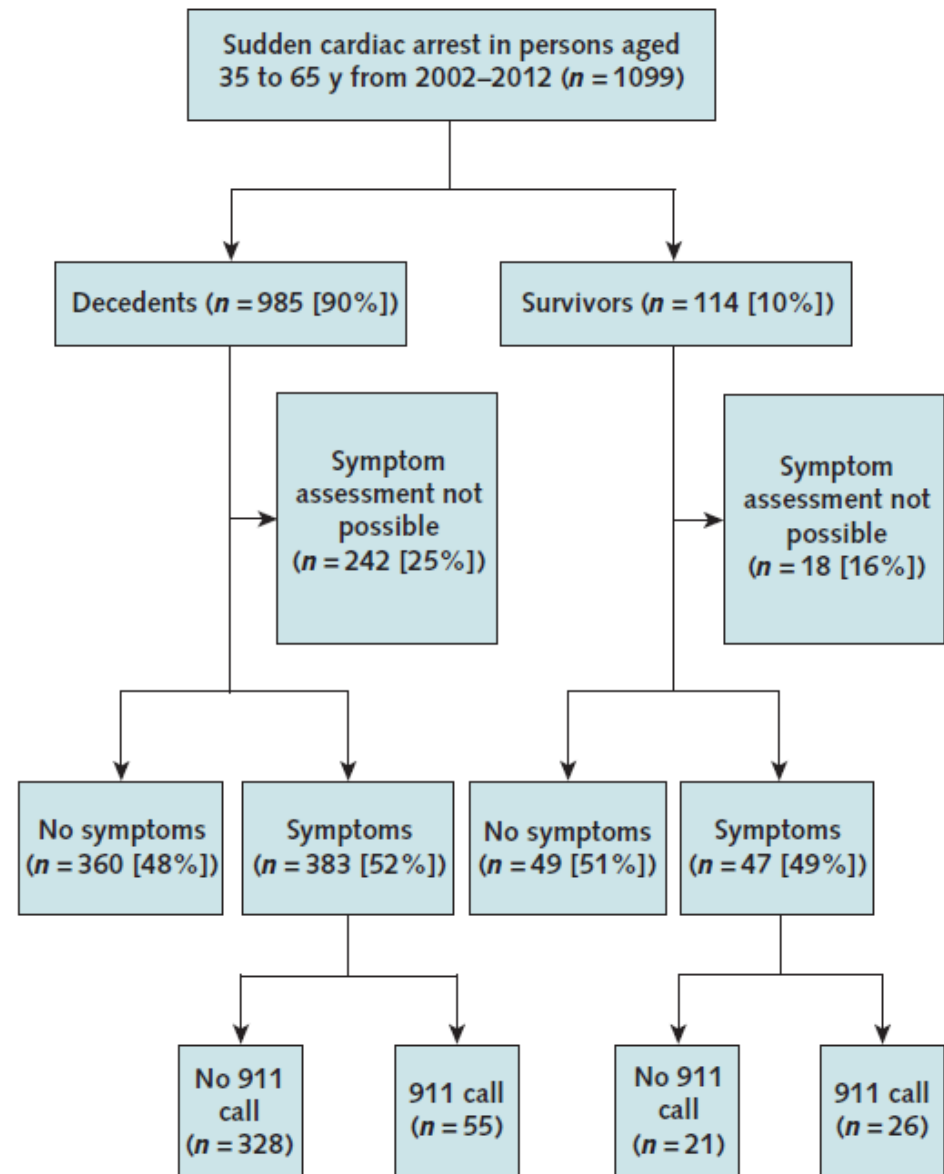 Sudden cardiac arrest in persons aged
35 to 65 y from 2002–2012 (n = 1099)
Decedents (n = 985 [90%])
Survivors (n = 114 [10%])
Symptom
assessment not
possible
(n = 242 [25%])
Symptom
assessment not
possible
(n = 18 [16%])
No symptoms
(n = 360 [48%])
Symptoms
(n = 383 [52%])
No symptoms
(n = 49 [51%])
Symptoms
(n = 47 [49%])
No 911
call
(n = 328)
911 call
(n = 55)
No 911
call
(n = 21)
911 call
(n = 26)